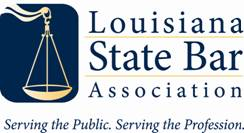 Louisiana
State Bar
Association
Serving the Public. Serving the Profession.